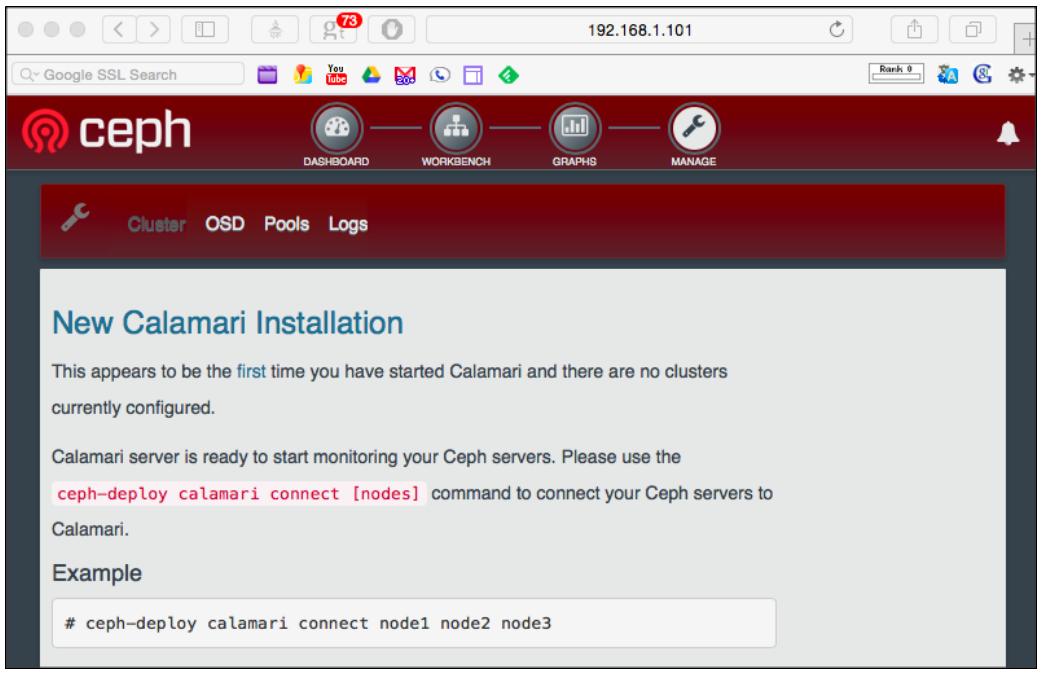 73
192.168.1.101
Google SSL Search
You
Tube
Rank 0
ceph
DASHBOARD
WORKBENCH
GRAPHS
MANAGE
Cluster OSD Pools Logs
New Calamari Installation
This appears to be the first time you have started Calamari and there are no clusters
currently configured.
Calamari server is ready to start monitoring your Ceph servers. Please use the
ceph-deploy calamari connect [nodes] command to connect your Ceph servers to
Calamari.
Example
# ceph-deploy calamari connect node1 node2 node3